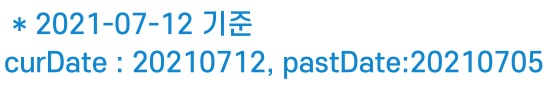 * 2021-07-12 기준
curDate : 20210712, pastDate:20210705